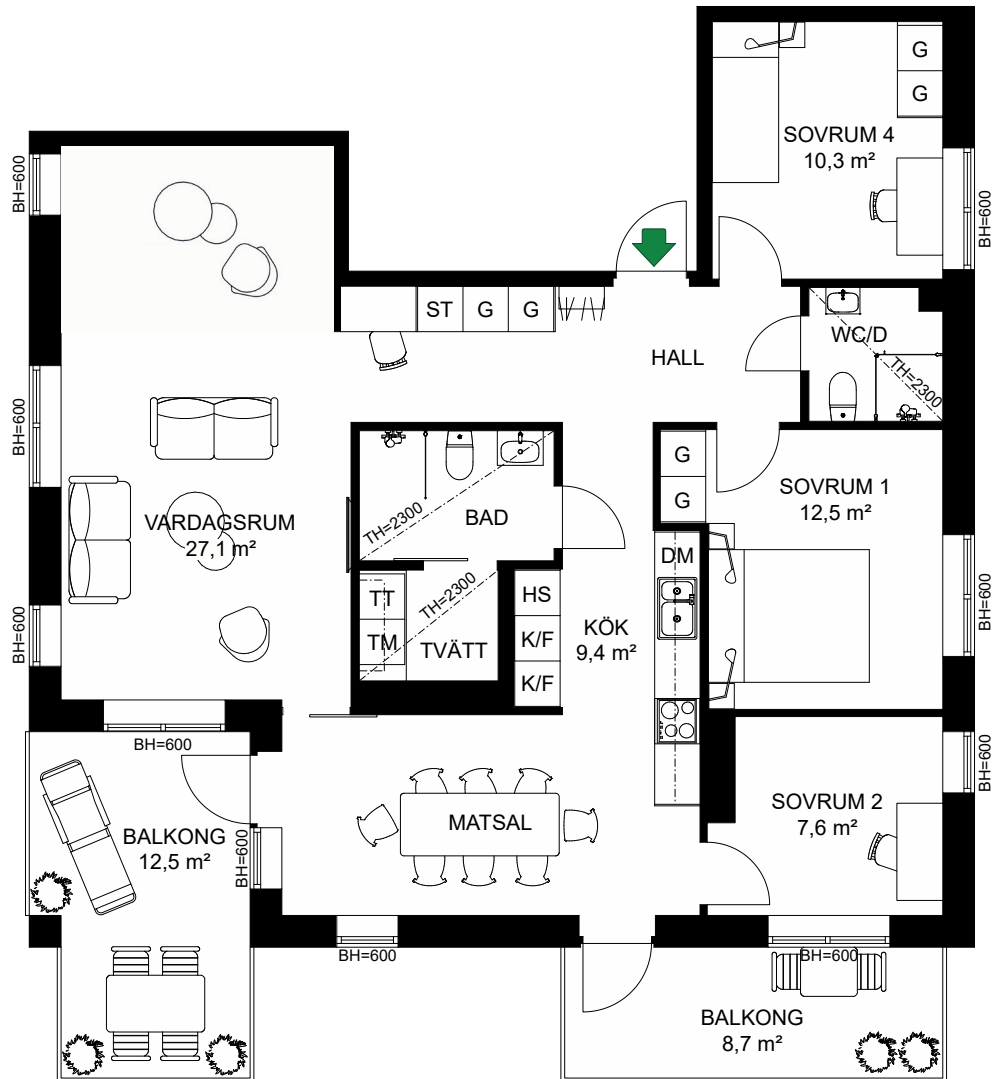 G
G
SOVRUM 4
10,3 m²
BH=600
BH=600
ST
G
G
HALL
WC/D
TH=2300
BH=600
G
G
SOVRUM 1
12,5 m²
VARDAGSRUM
27,1 m²
TH=2300
BAD
DM
BH=600
TT
TM
TH=2300
TVÄTT
HS
K/F
K/F
KÖK
9,4 m²
BH=600
BH=600
BH=600
SOVRUM 2
7,6 m²
MATSAL
BALKONG
12,5 m²
BH=600
BH=600
BH=600
BALKONG
8,7 m²